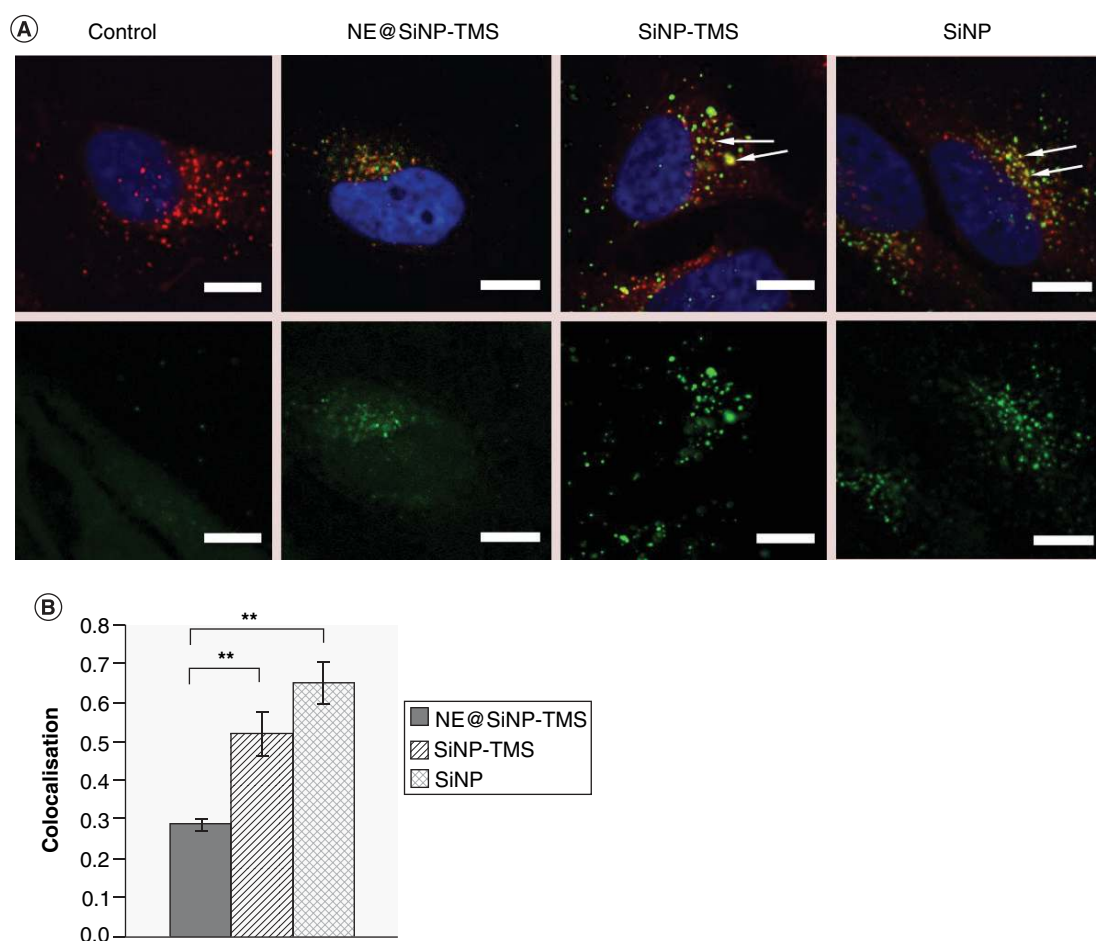 A
Control
NE@SiNP-TMS
SiNP-TMS
SiNP
B
**
**
0.8
0.7
0.6
0.5
0.4
0.3
0.2
0.1
0.0
Colocalisation
NE@SiNP-TMS
SiNP-TMS
SiNP